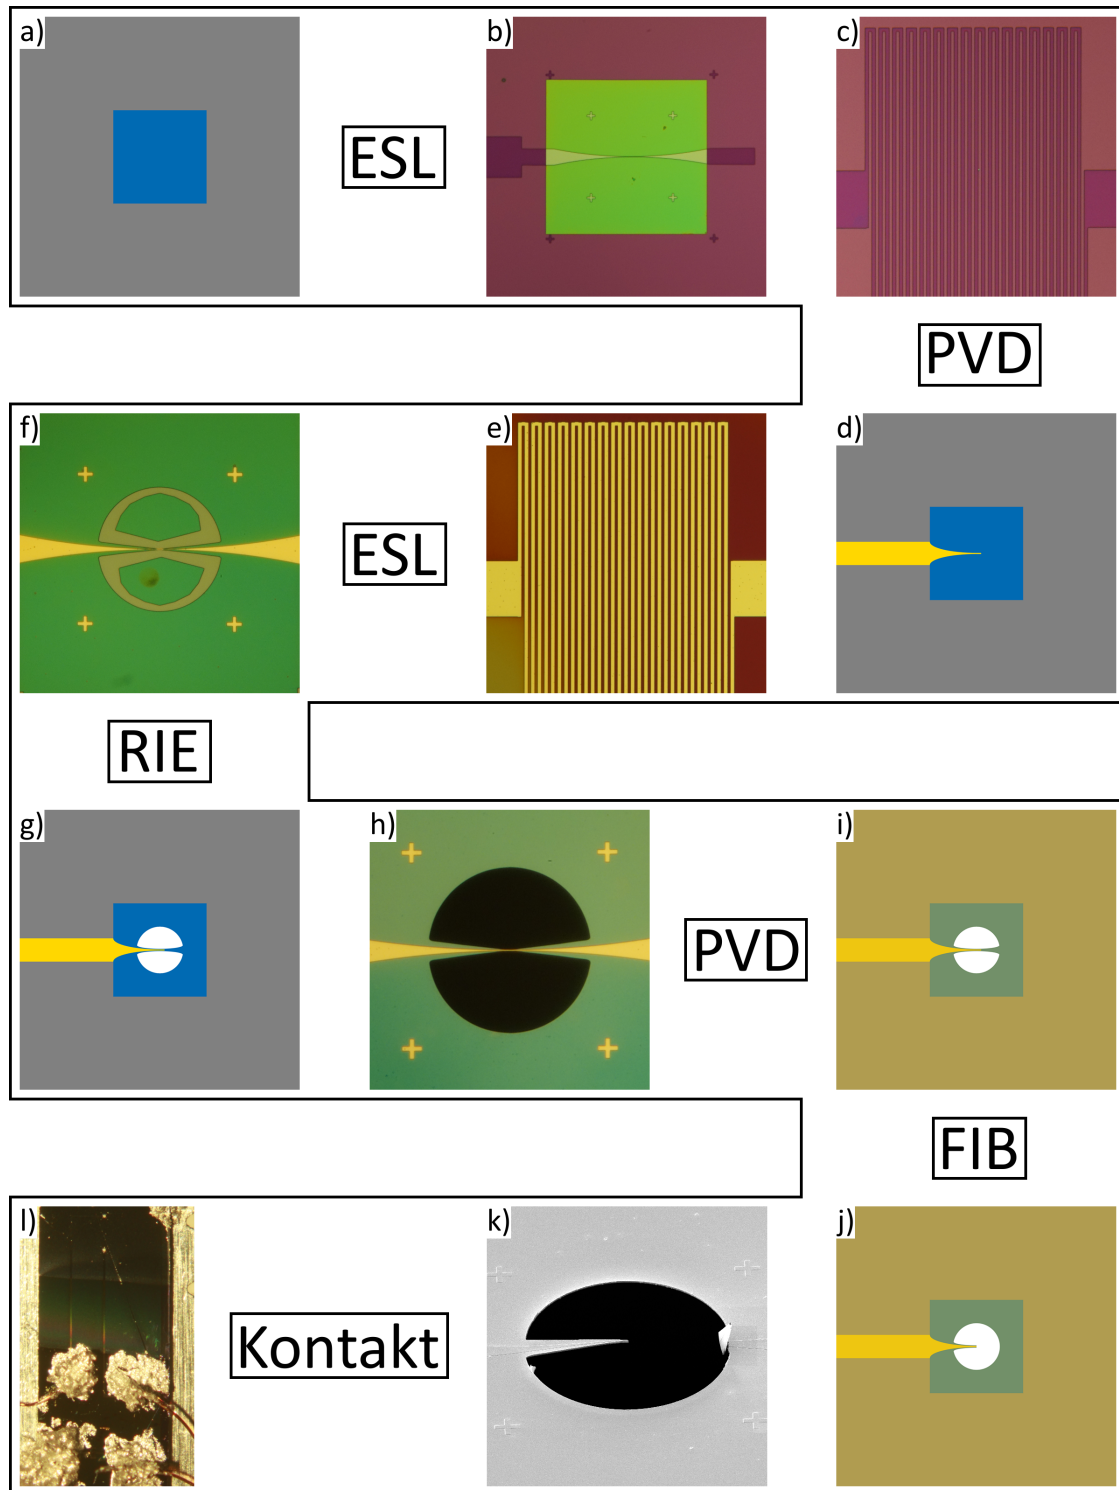 a)
ESL
b)
c)
PVD
f)
ESL
e)
d)
RIE
g)
h)
PVD
i)
FIB
l)
Kontakt
k)
j)